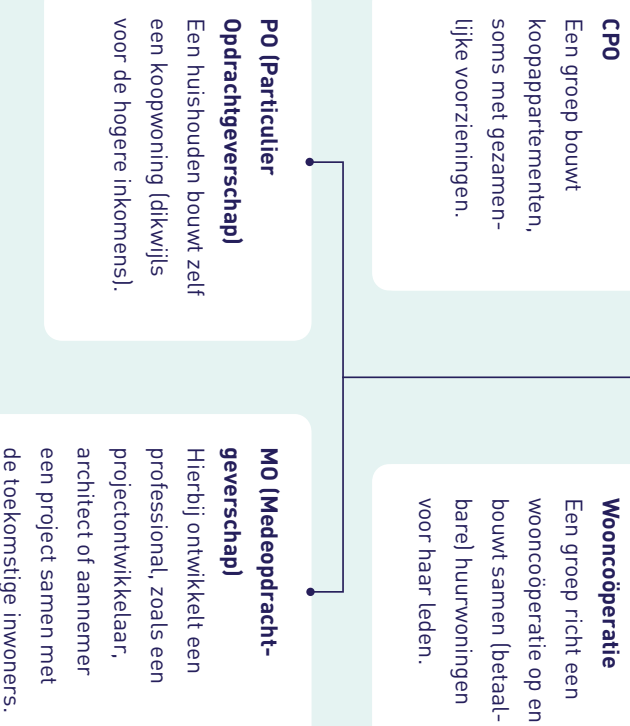 CPO
Een groep bouwt
koopappartementen,
soms met gezamen-
lijke voorzieningen.
Wooncoöperatie
Een groep richt een
wooncoöperatie op en
bouwt samen (betaal-
bare) huurwoningen
voor haar leden.
PO (Particulier
Opdrachtgeverschap)
Een huishouden bouwt zelf
een koopwoning (dikwijls
voor de hogere inkomens).
MO (Medeopdracht-
geverschap)
Hierbij ontwikkelt een
professional, zoals een
projectontwikkelaar,
architect of aannemer
een project samen met
de toekomstige inwoners.